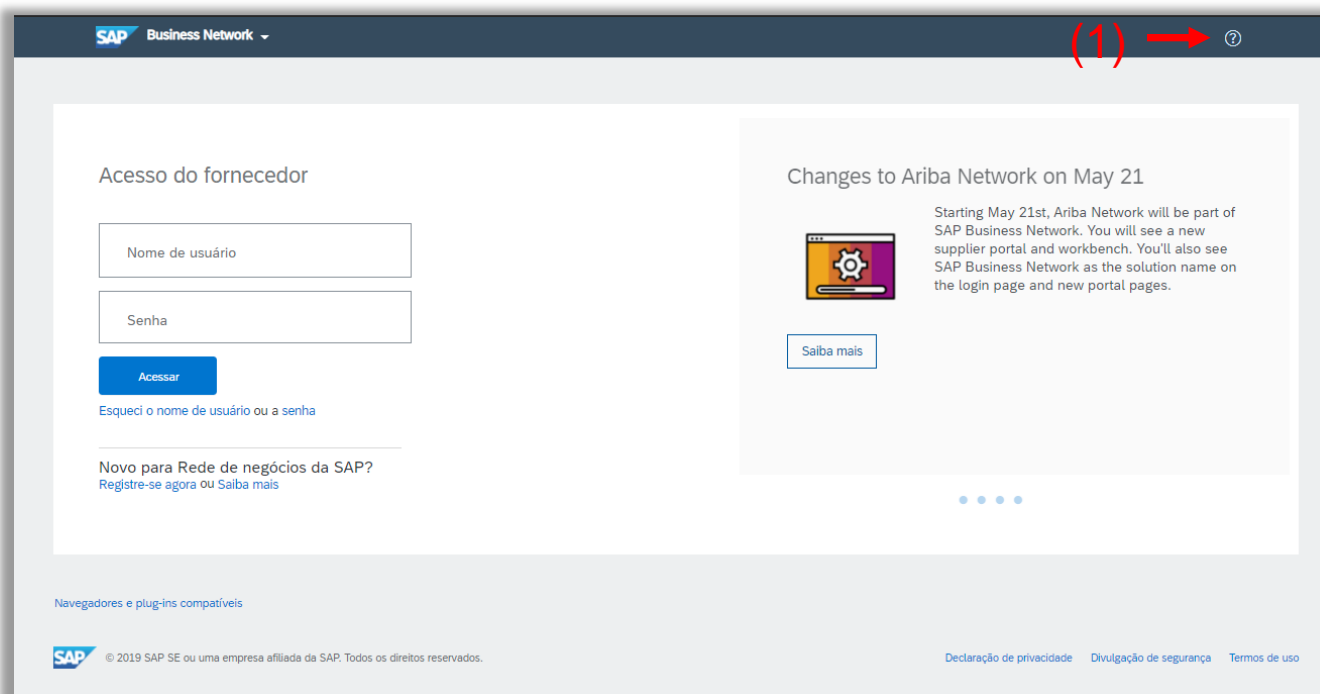 SAP Business Network
(1)
?
Acesso do fornecedor
Nome de usuário
Senha
Acessar
Esqueci o nome de usuário ou a senha
Novo para Rede de negócios da SAP?
Registre-se agora ou Saiba mais
Changes to Ariba Network on May 21
Starting May 21st, Ariba Network will be part of
SAP Business Network. You will see a new
supplier portal and workbench. You'll also see
SAP Business Network as the solution name on
the login page and new portal pages.
Saiba mais
Navegadores e plug-ins compatíveis
SAP © 2019 SAP SE ou uma empresa afiliada da SAP. Todos os direitos reservados.
Declaração de privacidade Divulgação de segurança Termos de uso